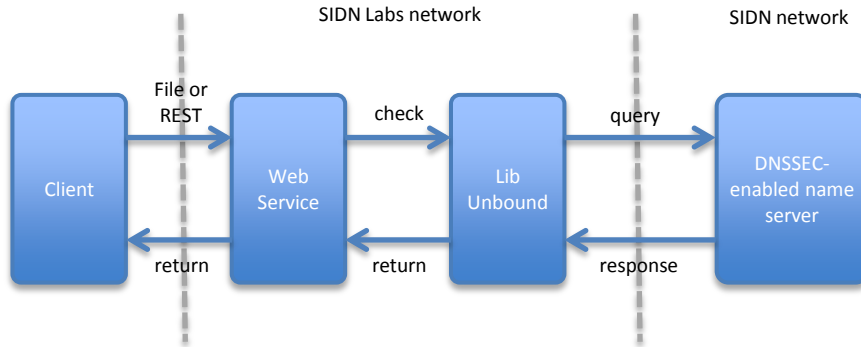 SIDN Labs network
SIDN network
File or
REST
check
query
Client
Web
Service
Lib
Unbound
DNSSEC-
enabled name
server
return
return
response